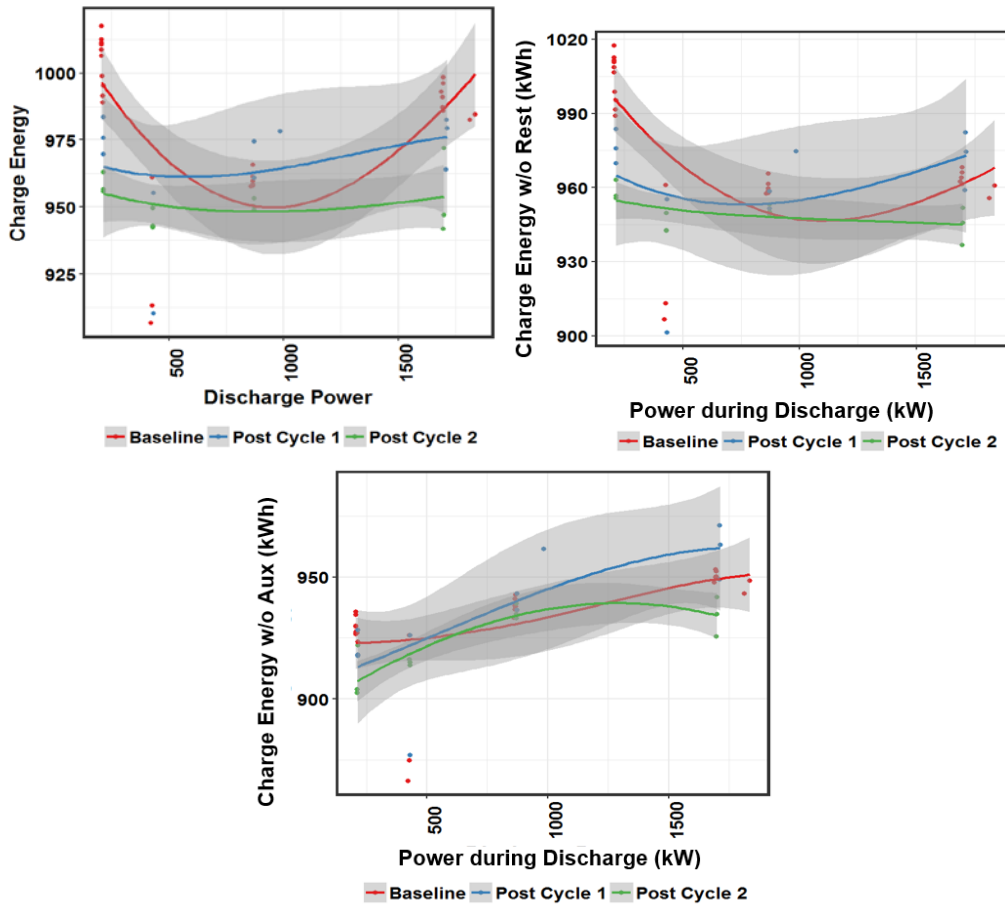 Charge Energy
1000
975
950
925
500
1000
1500
Discharge Power
Baseline Post Cycle 1 Post Cycle 2
Charge Energy w/o Rest (kWh)
1020
990
960
930
900
500
1000
1500
Power during Discharge (kW)
Baseline Post Cycle 1 Post Cycle 2
Charge Energy w/o Aux (kWh)
950
900
500
1000
1500
Power during Discharge (kW)
Baseline Post Cycle 1 Post Cycle 2